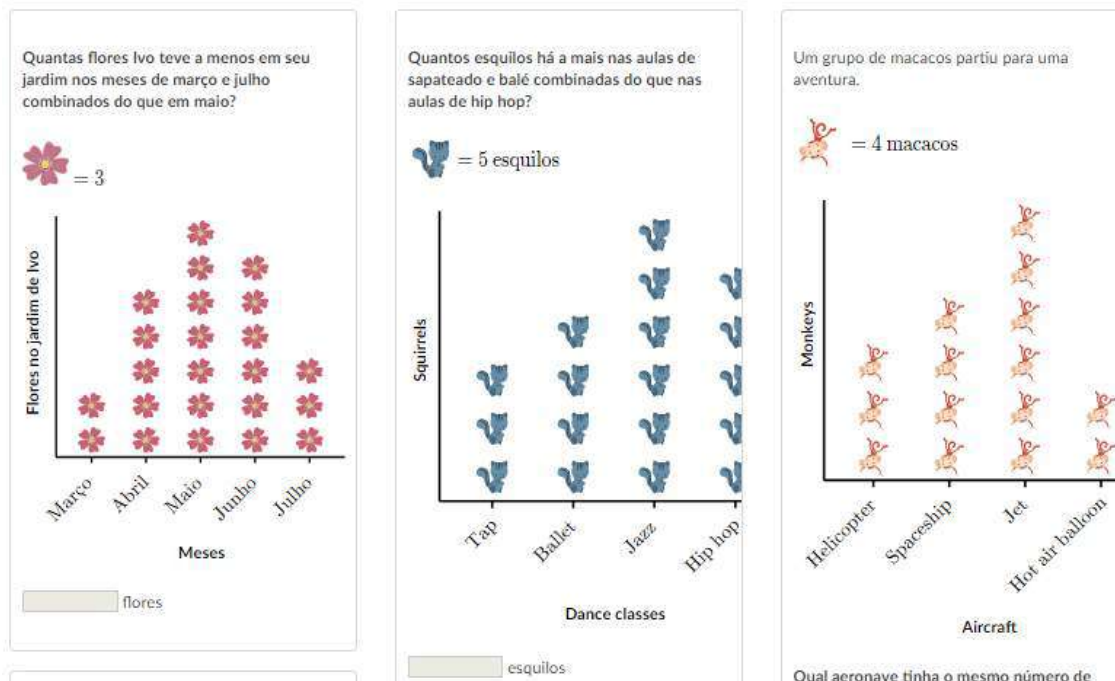 Quantas flores Ivo teve a menos em seu
jardim nos meses de março e julho
combinados do que em maio?
= 3
Flores no jardim de Ivo
Março
Abril
Maio
Junho
Julho
Meses
flores
Quantos esquilos há a mais nas aulas de
sapateado e balé combinadas do que nas
aulas de hip hop?
= 5 esquilos
Squirrels
Tap
Ballet
Jazz
Hip hop
Dance classes
esquilos
Um grupo de macacos partiu para uma
aventura.
= 4 macacos
Monkeys
Helicopter
Spaceship
Jet
Hot air balloon
Aircraft
Qual aeronave tinha o mesmo número de